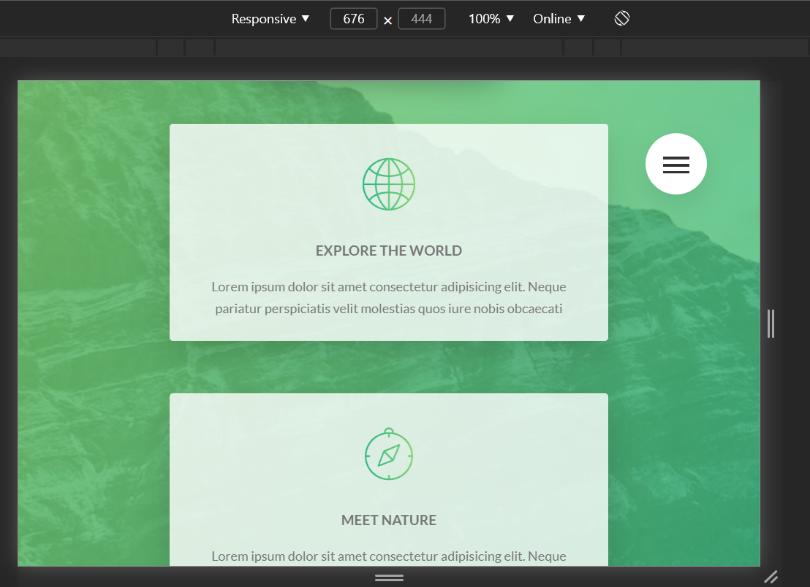 Responsive ▼ 676 × 444 100% ▼ Online ▼
EXPLORE THE WORLD
Lorem ipsum dolor sit amet consectetur adipisicing elit. Neque
pariatur perspiciatis velit molestias quos iure nobis obcaecati
MEET NATURE
Lorem ipsum dolor sit amet consectetur adipisicing elit. Neque